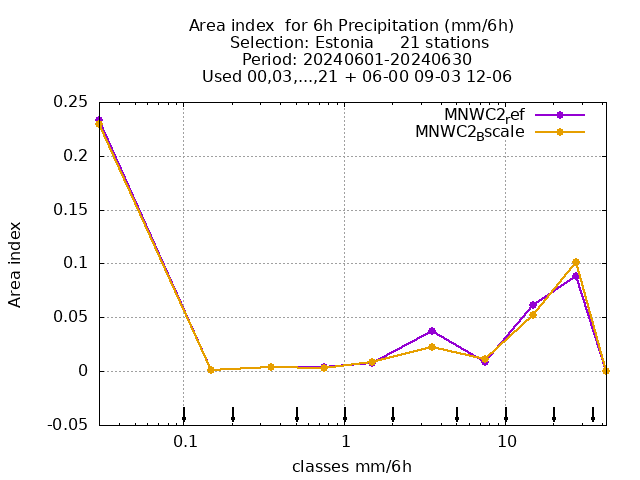 Area index  for 6h Precipitation (mm/6h)
Selection: Estonia     21 stations
Period: 20240601-20240630
Used 00,03,...,21 + 06-00 09-03 12-06
MNWC2ref
MNWC2Bscale
0.25
0.2
0.15
0.1
0.05
0
-0.05
Area index
0.1
1
10
classes mm/6h